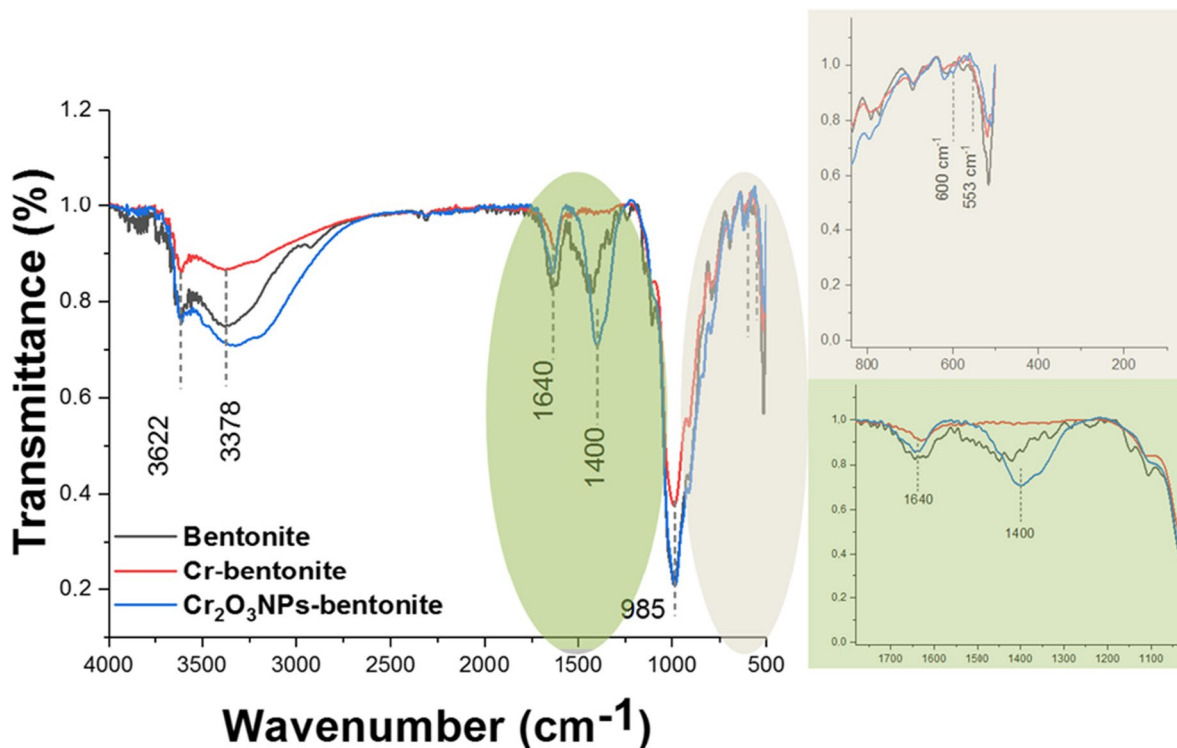 Transmittance (%)
1.2
1.0
0.8
0.6
0.4
0.2
3622
3378
1640
1400
985
Bentonite
Cr-bentonite
Cr₂O₃NPs-bentonite
4000 3500 3000 2500 2000 1500 1000 500
Wavenumber (cm⁻¹)
1.0
0.8
0.6
0.4
0.2
0.0
600 cm⁻¹
553 cm⁻¹
800 600 400 200
1.0
0.8
0.6
0.4
0.2
0.0
1640
1400
1700 1600 1500 1400 1300 1200 1100